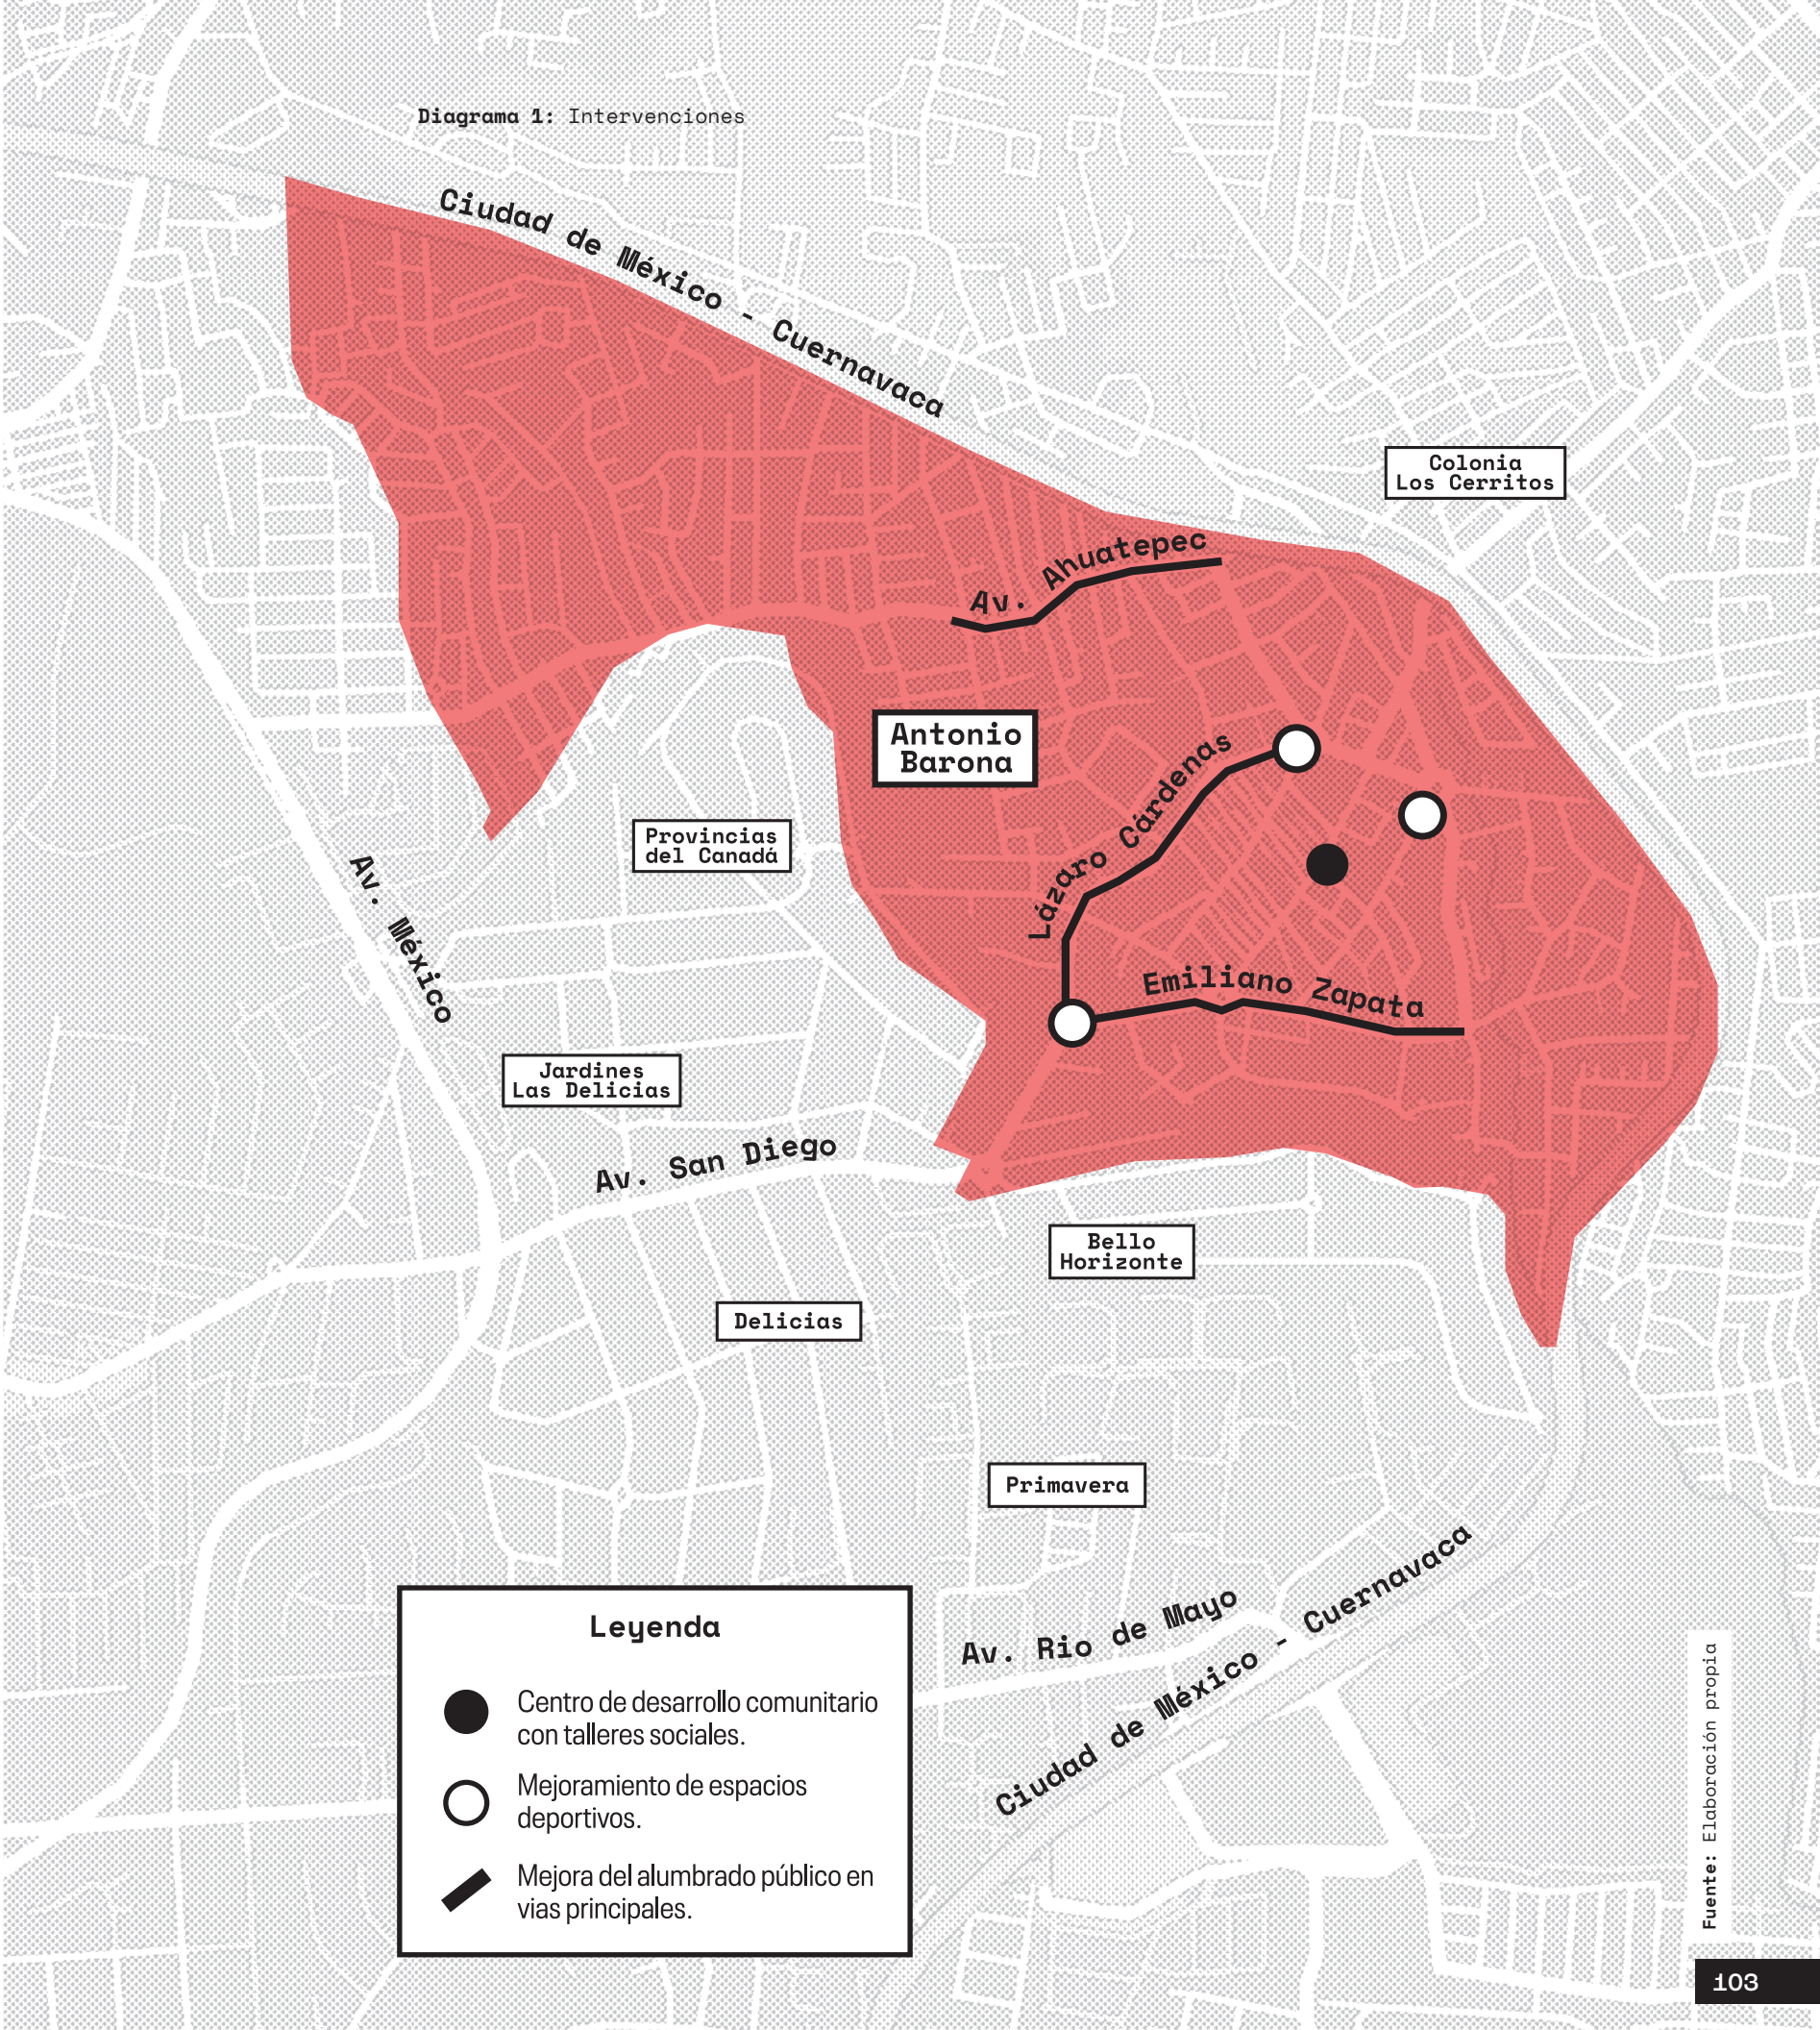 Diagrama 1: Intervenciones
Ciudad de México - Cuernavaca
Colonia
Los Cerritos
Av. Ahuatepec
Antonio
Barona
Lázaro Cárdenas
Provincias
del Canadá
Av. México
Emiliano Zapata
Jardines
Las Delicias
Av. San Diego
Bello
Horizonte
Delicias
Primavera
Av. Rio de Mayo
Ciudad de México - Cuernavaca
Leyenda
Centro de desarrollo comunitario
con talleres sociales.
Mejoramiento de espacios
deportivos.
Mejora del alumbrado público en
vias principales.
Fuente: Elaboración propia
103